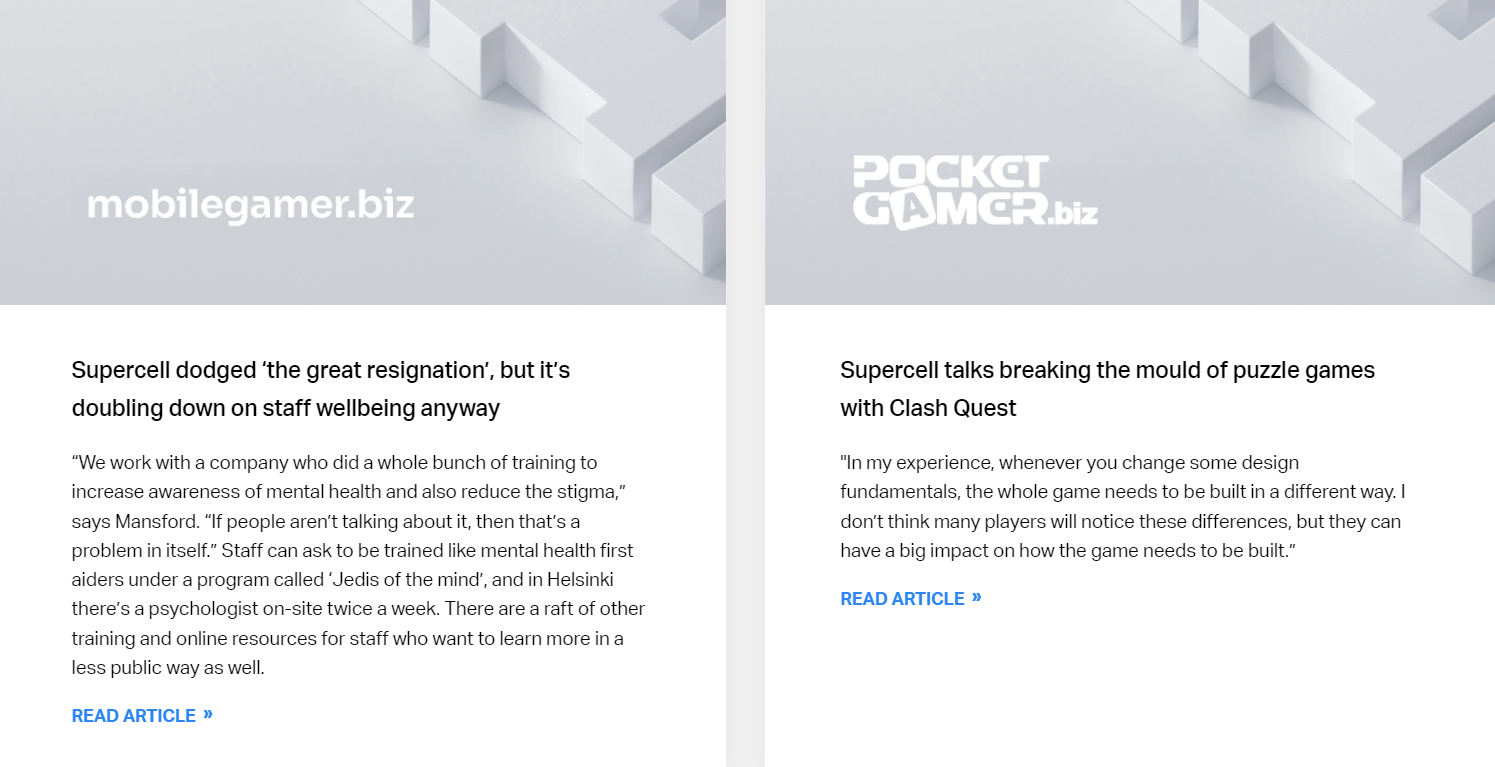 mobilegamer.biz
Supercell dodged ‘the great resignation’, but it’s
doubling down on staff wellbeing anyway
“We work with a company who did a whole bunch of training to
increase awareness of mental health and also reduce the stigma,”
says Mansford. “If people aren’t talking about it, then that’s a
problem in itself.” Staff can ask to be trained like mental health first
aiders under a program called ‘Jedis of the mind’, and in Helsinki
there’s a psychologist on-site twice a week. There are a raft of other
training and online resources for staff who want to learn more in a
less public way as well.
READ ARTICLE »
POCKET
GAMER.biz
Supercell talks breaking the mould of puzzle games
with Clash Quest
"In my experience, whenever you change some design
fundamentals, the whole game needs to be built in a different way. I
don’t think many players will notice these differences, but they can
have a big impact on how the game needs to be built.”
READ ARTICLE »